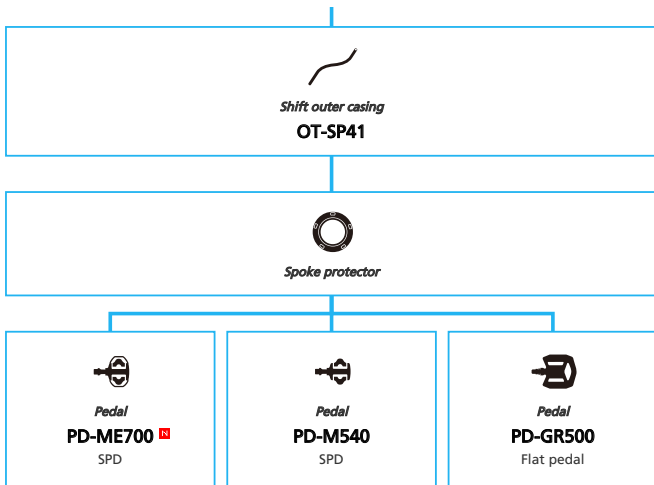 Shift outer casing
OT-SP41
Spoke protector
Pedal
PD-ME700 N
SPD
Pedal
PD-M540
SPD
Pedal
PD-GR500
Flat pedal